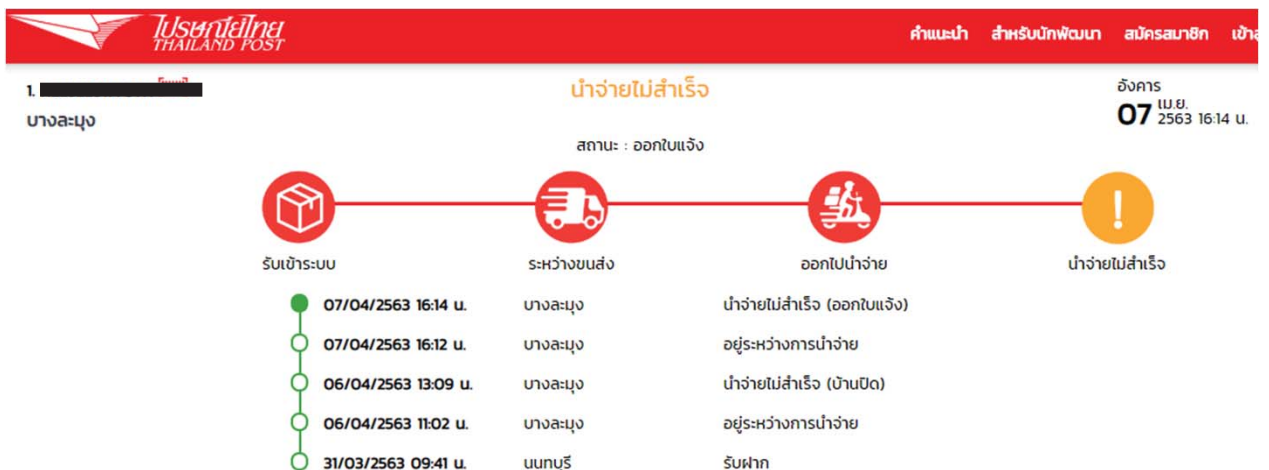 ไปรษณีย์ไทย
THAILAND POST
คำแนะนำ สำหรับนักพัฒนา สมัครสมาชิก
1.
บางละมุง
นำจ่ายไม่สำเร็จ
สถานะ : ออกใบแจ้ง
อังคาร
07 เม.ย. 2563 16:14 น.
รับเข้าระบบ ระหว่างขนส่ง ออกไปนำจ่าย นำจ่ายไม่สำเร็จ
07/04/2563 16:14 น. บางละมุง นำจ่ายไม่สำเร็จ (ออกใบแจ้ง)
07/04/2563 16:12 น. บางละมุง อยู่ระหว่างการนำจ่าย
06/04/2563 13:09 น. บางละมุง นำจ่ายไม่สำเร็จ (บ้านปิด)
06/04/2563 11:02 น. บางละมุง อยู่ระหว่างการนำจ่าย
31/03/2563 09:41 น. นนทบุรี รับฝาก